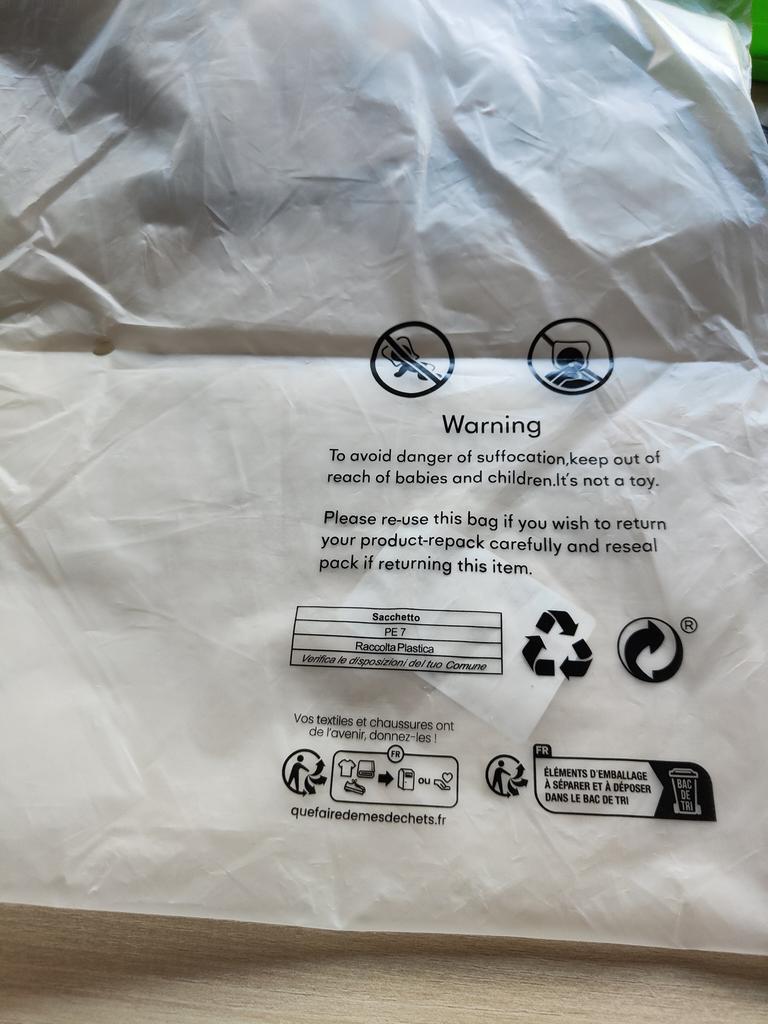 Warning
To avoid danger of suffocation,keep out of
reach of babies and children.It's not a toy.
Please re-use this bag if you wish to return
your product-repack carefully and reseal
pack if returning this item.
Sacchetto
PE 7
Raccolta Plastica
Verifica le disposizioni del tuo Comune
®
Vos textiles et chaussures ont
de l'avenir, donnez-les !
FR
ou
quefairedemesdechets.fr
FR
ÉLÉMENTS D'EMBALLAGE
À SÉPARER ET À DÉPOSER
DANS LE BAC DE TRI
BAC
DE
TRI